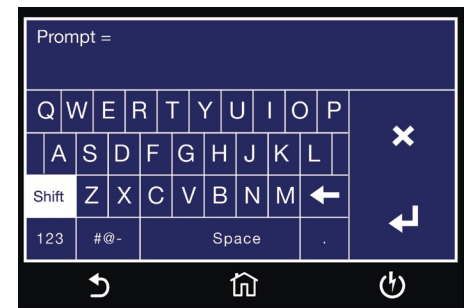 Prompt =
Q W E R T Y U I O P
A S D F G H J K L
Shift Z X C V B N M
123 #@- Space .